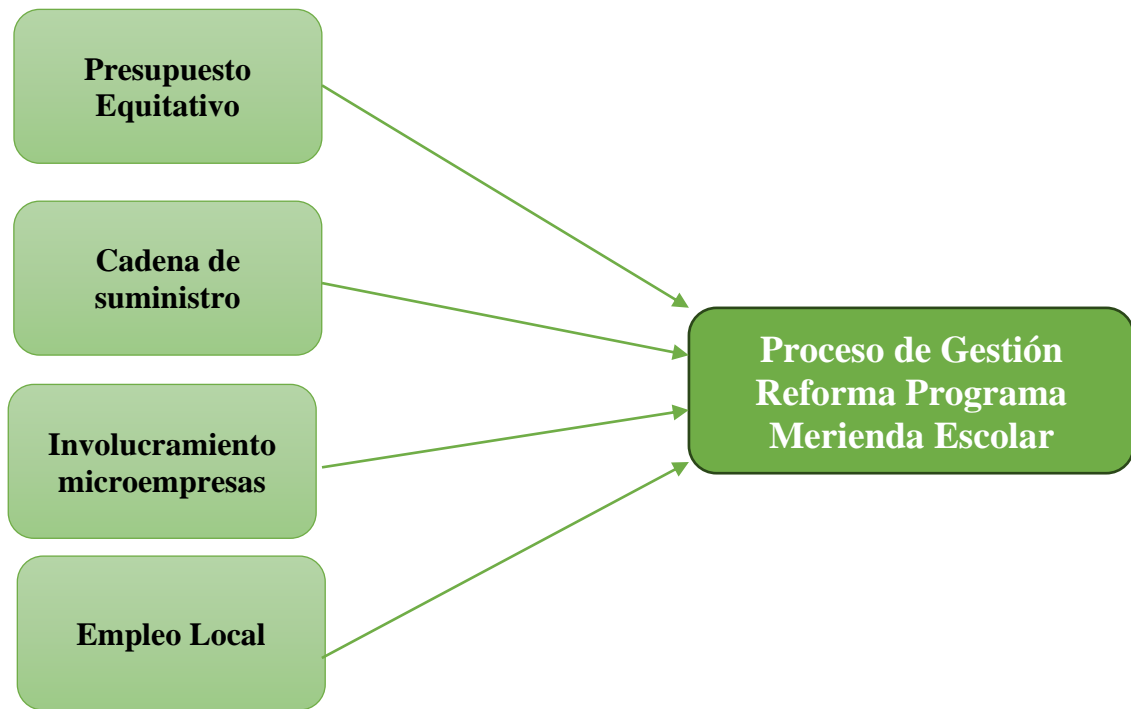 Presupuesto
Equitativo
Cadena de
suministro
Involucramiento
microempresas
Empleo Local
Proceso de Gestión
Reforma Programa
Merienda Escolar